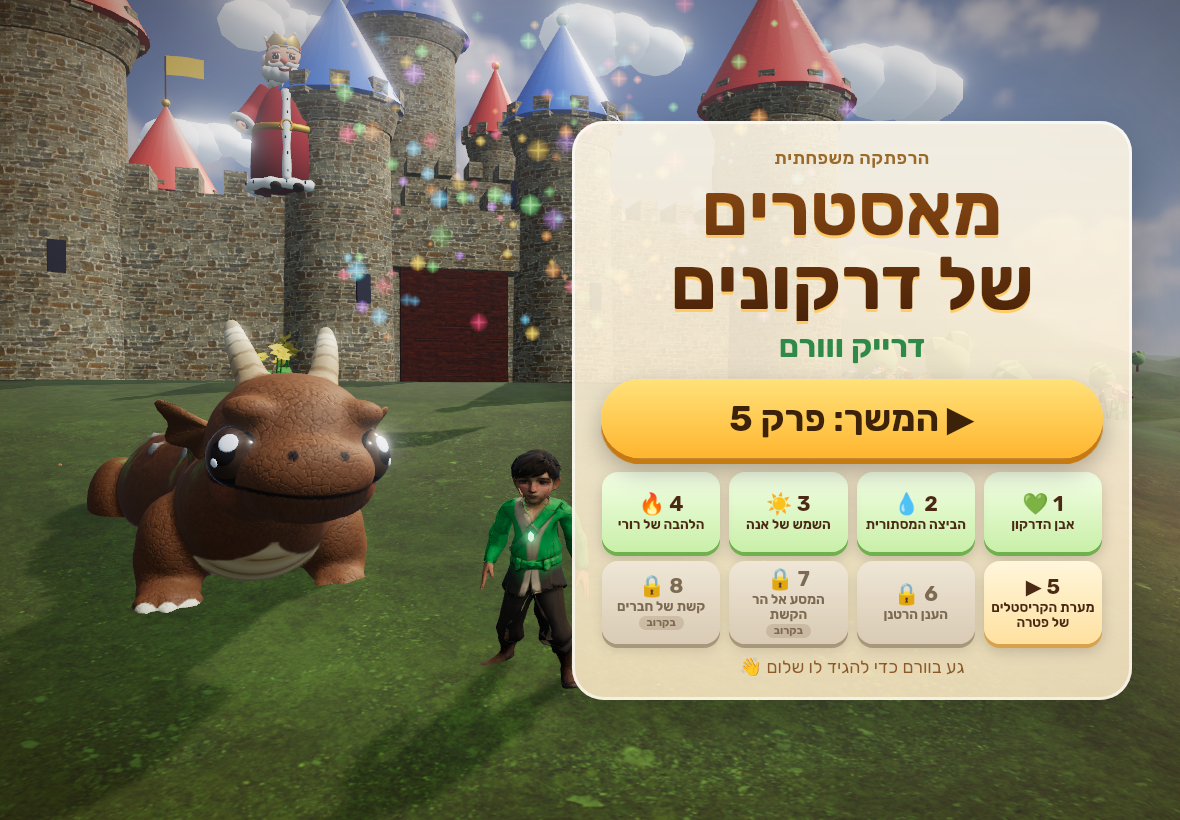 הרפתקה משפחתית
מאסטרים
של דרקונים
דרייק ווורם
▶ המשך: פרק 5
1 💚
אבן הדרקון
2 💧
הביצה המסתורית
3 ☀️
השמש של אנה
4 🔥
הלהבה של רורי
5 ▶
מערת הקריסטלים
של פטרה
6 🔒
הענן הרטנן
7 🔒
המסע אל הר
הקשת
בקרוב
8 🔒
קשת של חברים
בקרוב
גע בוורם כדי להגיד לו שלום 👋